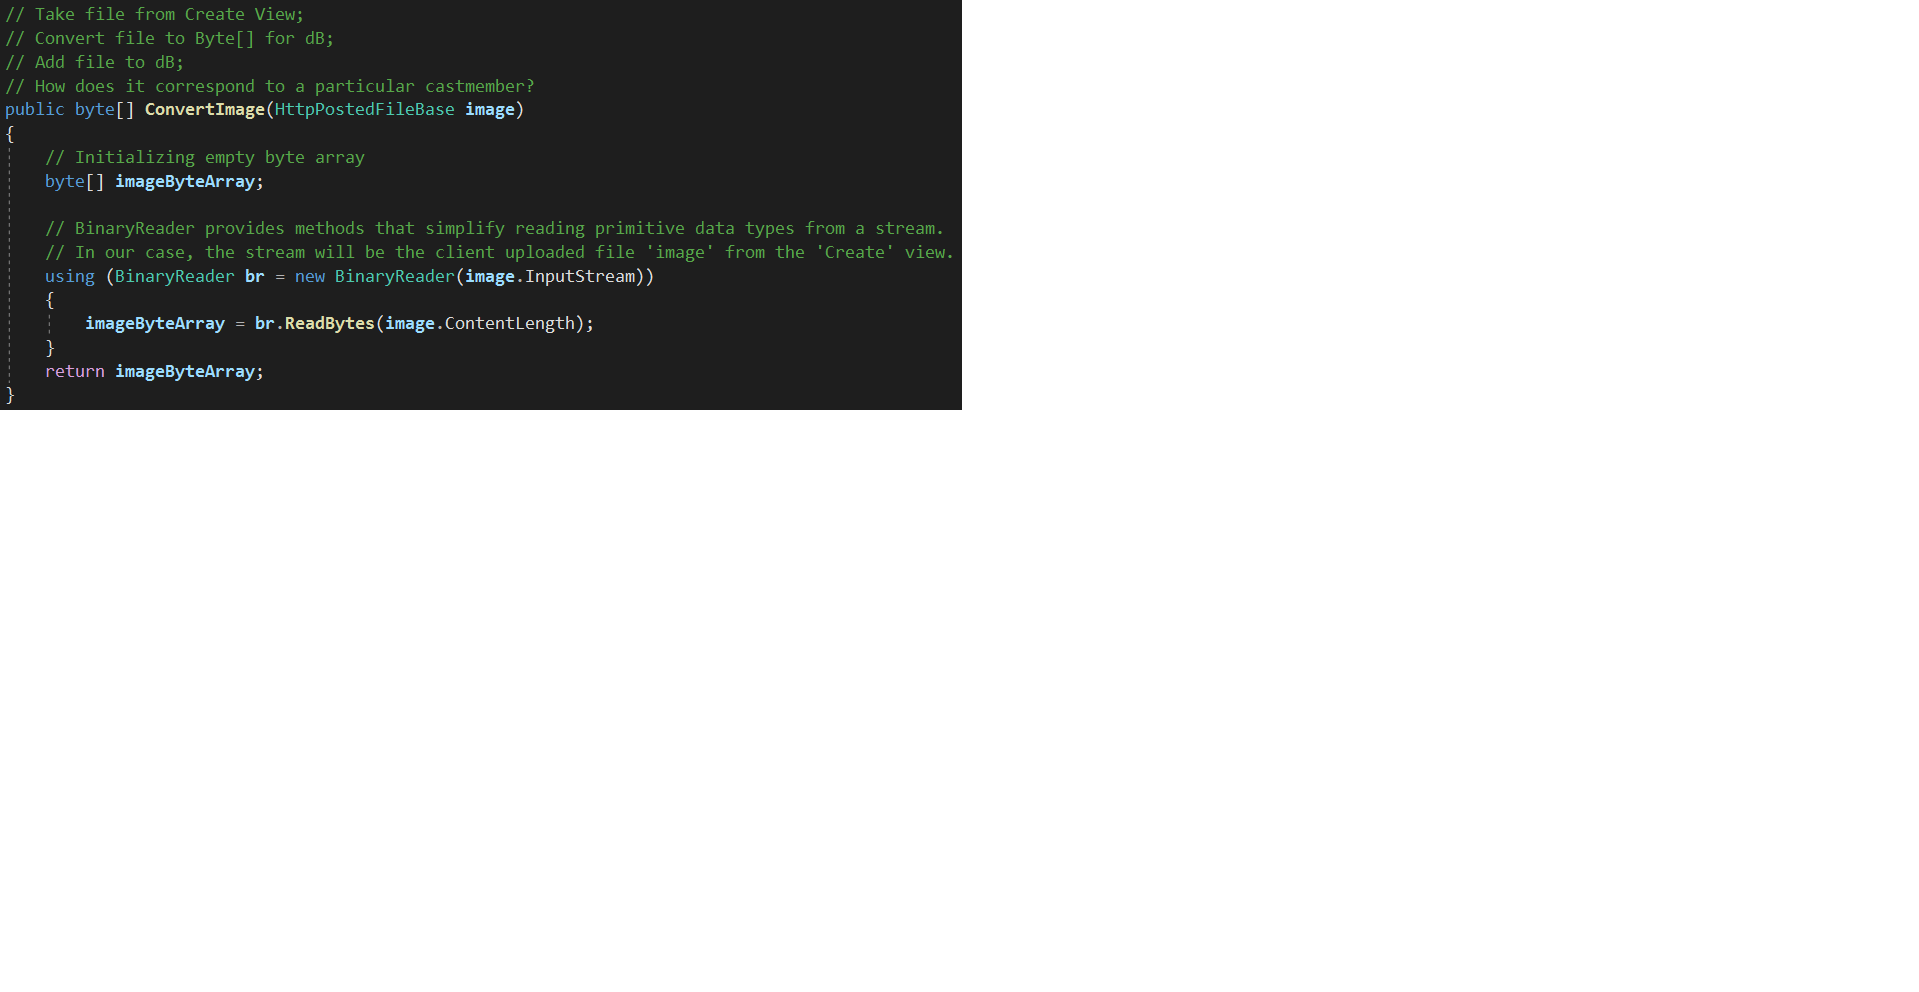 // Take file from Create View;
// Convert file to Byte[] for dB;
// Add file to dB;
// How does it correspond to a particular castmember?
public byte[] ConvertImage(HttpPostedFileBase image)
{
    // Initializing empty byte array
    byte[] imageByteArray;

    // BinaryReader provides methods that simplify reading primitive data types from a stream.
    // In our case, the stream will be the client uploaded file 'image' from the 'Create' view.
    using (BinaryReader br = new BinaryReader(image.InputStream))
    {
        imageByteArray = br.ReadBytes(image.ContentLength);
    }
    return imageByteArray;
}